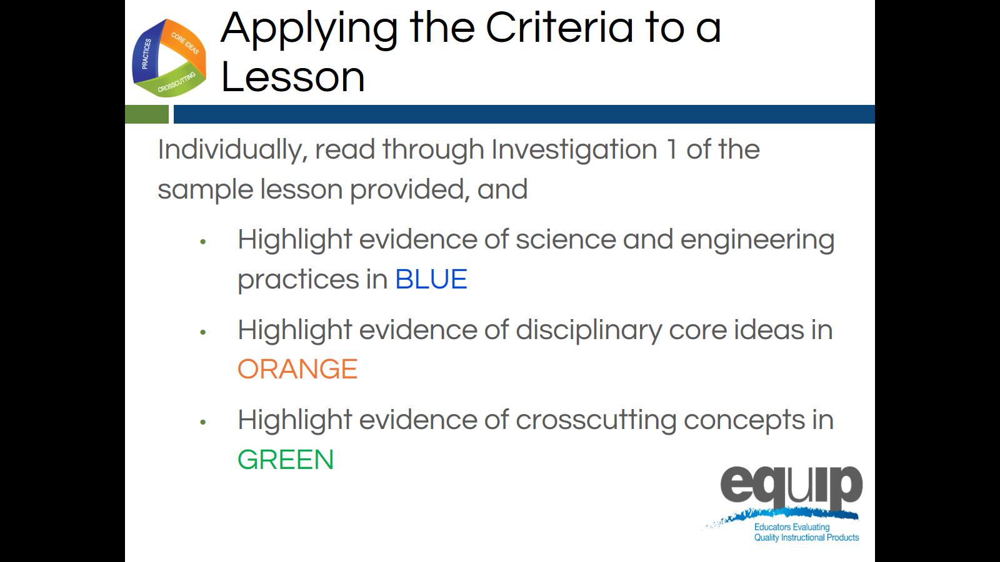 PRACTICES
CORE IDEAS
CROSSCUTTING
Applying the Criteria to a
Lesson
Individually, read through Investigation 1 of the
sample lesson provided, and
• Highlight evidence of science and engineering
practices in BLUE
• Highlight evidence of disciplinary core ideas in
ORANGE
• Highlight evidence of crosscutting concepts in
GREEN
equip
Educators Evaluating
Quality Instructional Products